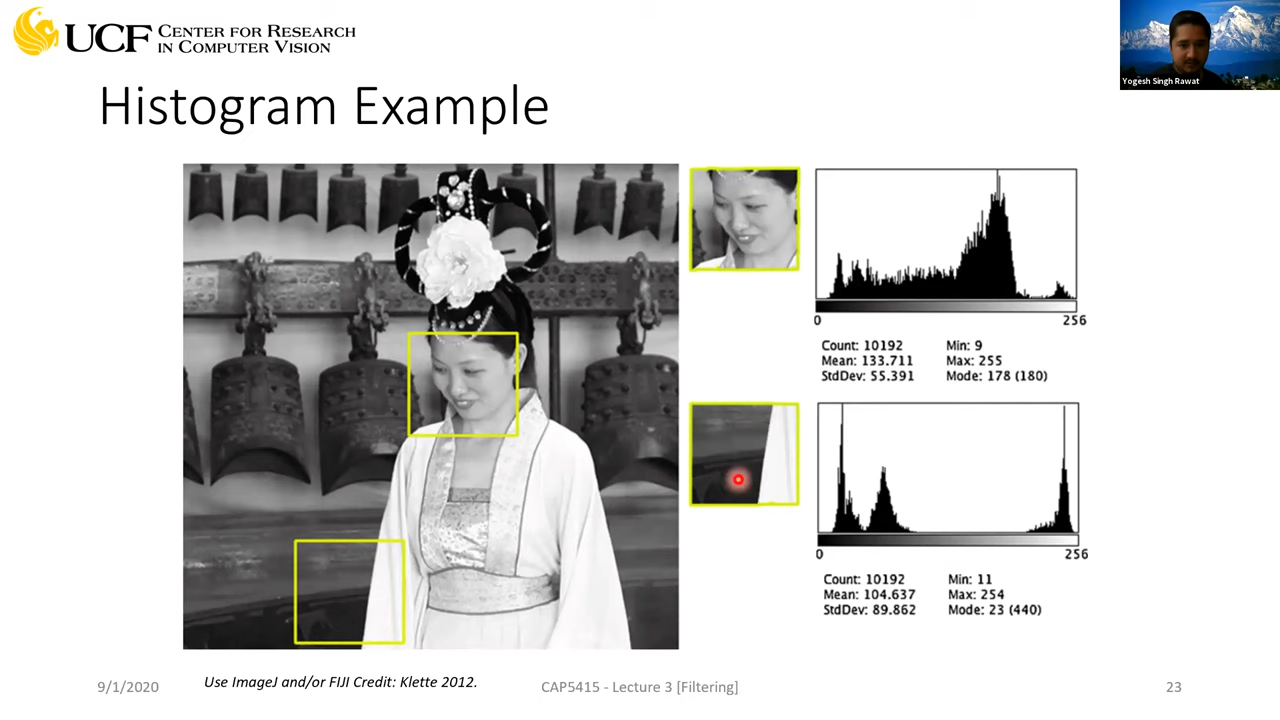 UCF CENTER FOR RESEARCH
IN COMPUTER VISION
Yogesh Singh Rawat
Histogram Example
0 256
Count: 10192 Min: 9
Mean: 133.711 Max: 255
StdDev: 55.391 Mode: 178 (180)
0 256
Count: 10192 Min: 11
Mean: 104.637 Max: 254
StdDev: 89.862 Mode: 23 (440)
9/1/2020
Use ImageJ and/or FIJI Credit: Klette 2012.
CAP5415 - Lecture 3 [Filtering]
23